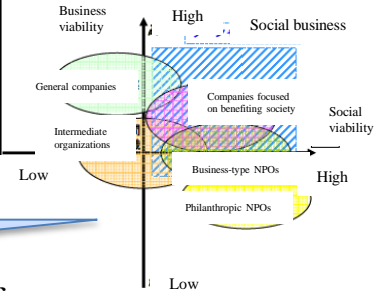 Business
viability
High
Social business
General companies
Companies focused
on benefiting society
Social
viability
Intermediate
organizations
Low
Business-type NPOs
High
Philanthropic NPOs
Low